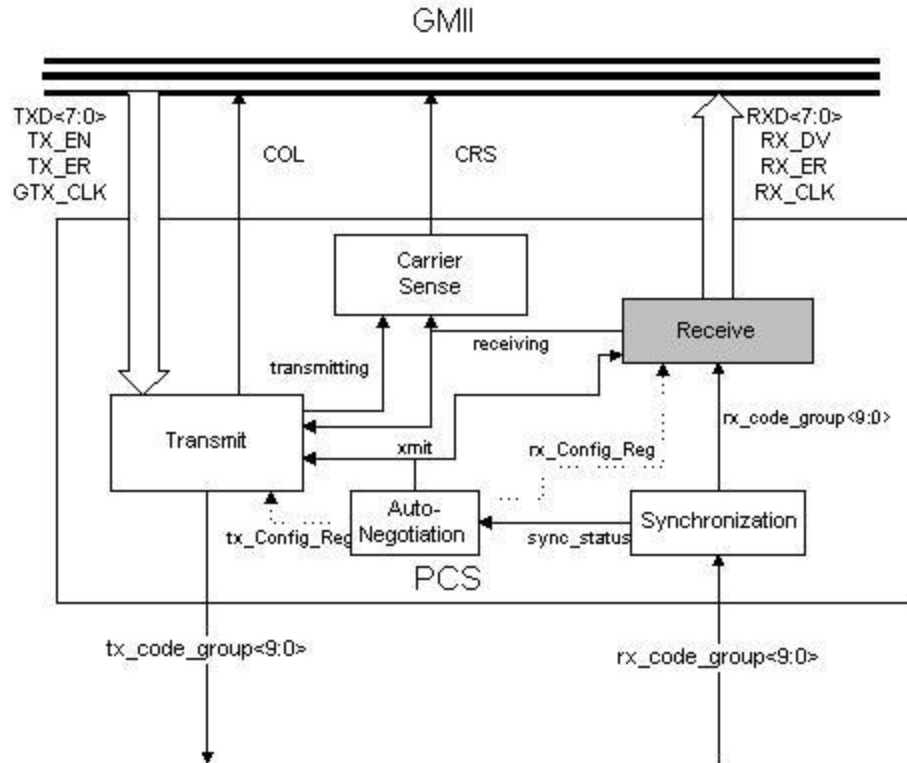 GMII
TXD<7:0>
TX_EN
TX_ER
GTX_CLK
COL
CRS
RXD<7:0>
RX_DV
RX_ER
RX_CLK
Carrier
Sense
Receive
receiving
transmitting
Transmit
xmit
rx_Config_Reg
rx_code_group<9:0>
Auto-
Negotiation
tx_Config_Reg
sync_status
Synchronization
PCS
tx_code_group<9:0>
rx_code_group<9:0>